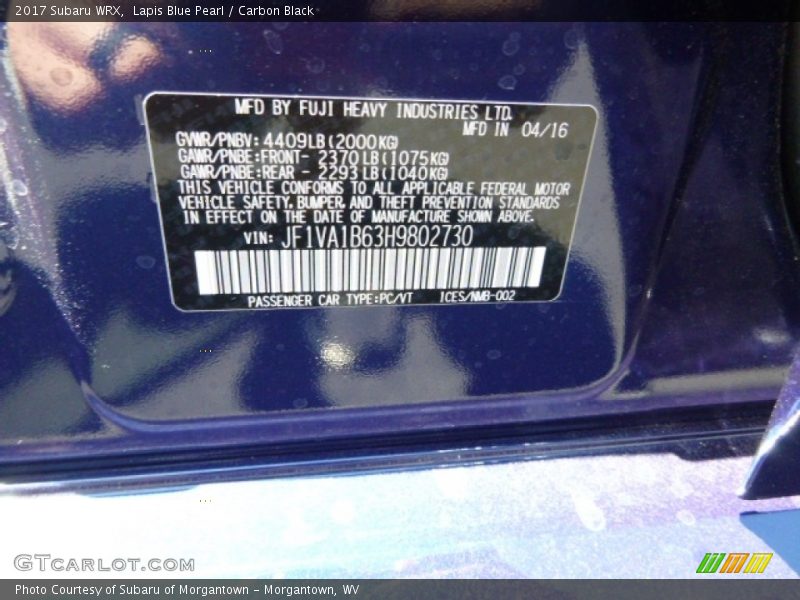 2017 Subaru WRX, Lapis Blue Pearl / Carbon Black
MFD BY FUJI HEAVY INDUSTRIES LTD.
MFD IN 04/16
GVWR/PNBV: 4409LB(2000KG)
GAWR/PNBE:FRONT- 2370LB(1075KG)
GAWR/PNBE:REAR - 2293LB(1040KG)
THIS VEHICLE CONFORMS TO ALL APPLICABLE FEDERAL MOTOR
VEHICLE SAFETY, BUMPER, AND THEFT PREVENTION STANDARDS
IN EFFECT ON THE DATE OF MANUFACTURE SHOWN ABOVE.
VIN: JF1VA1B63H9802730
PASSENGER CAR TYPE:PC/VT ICES/NMB-002
GTCARLOT.COM
Photo Courtesy of Subaru of Morgantown - Morgantown, WV